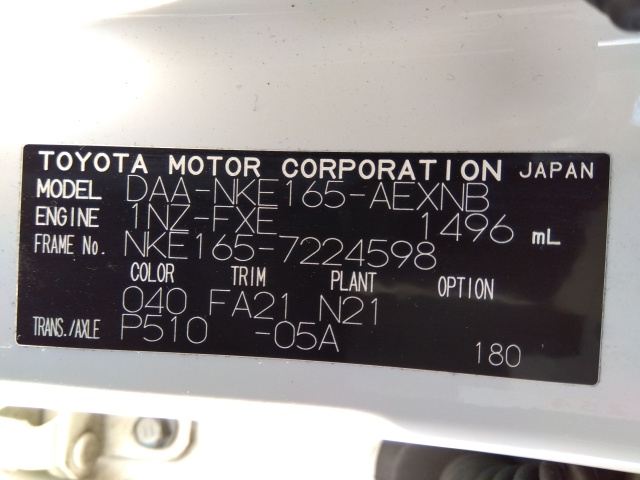 TOYOTA MOTOR CORPORATION JAPAN
MODEL DAA-NKE165-AEXNB
ENGINE 1NZ-FXE 1496 mL
FRAME No. NKE165-7224598
COLOR TRIM PLANT OPTION
040 FA21 N21
TRANS./AXLE P510 -05A
180